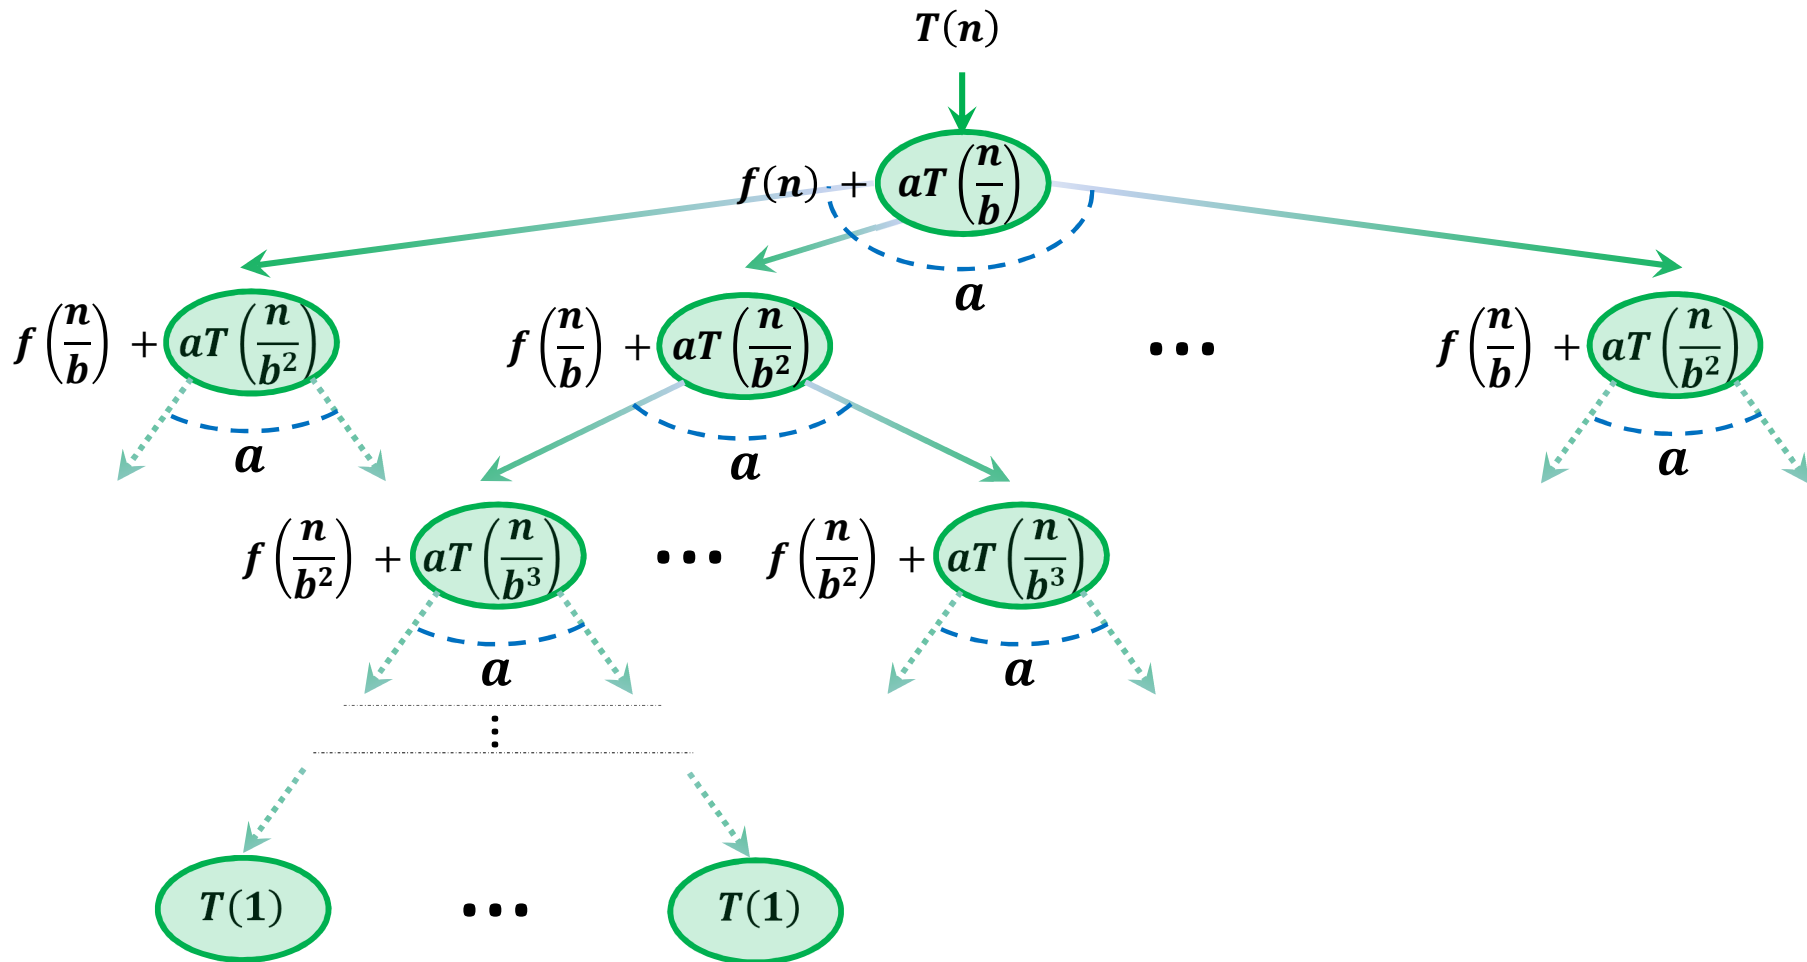 T(n)
f(n) + aT(n/b)
a
f(n/b) + aT(n/b²) f(n/b) + aT(n/b²) ... f(n/b) + aT(n/b²)
a a a
f(n/b²) + aT(n/b³) ... f(n/b²) + aT(n/b³)
a a
⋮
T(1) ... T(1)